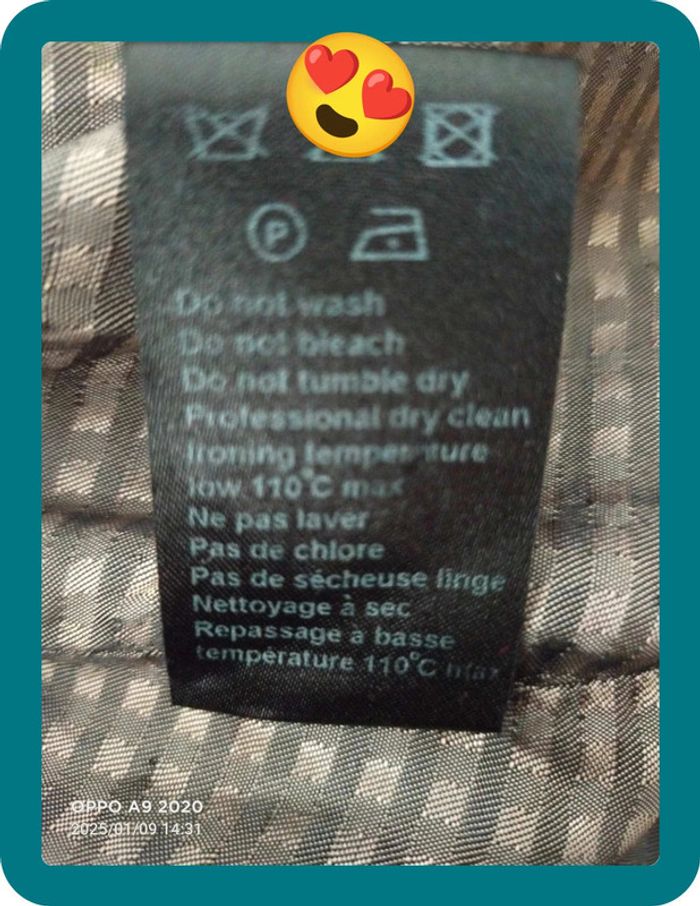 P
Do not wash
Do not bleach
Do not tumble dry
Professional dry clean
Ironing temperature
low 110°C max
Ne pas laver
Pas de chlore
Pas de sécheuse linge
Nettoyage à sec
Repassage à basse
température 110°C max
OPPO A9 2020
2025/01/09 14:31